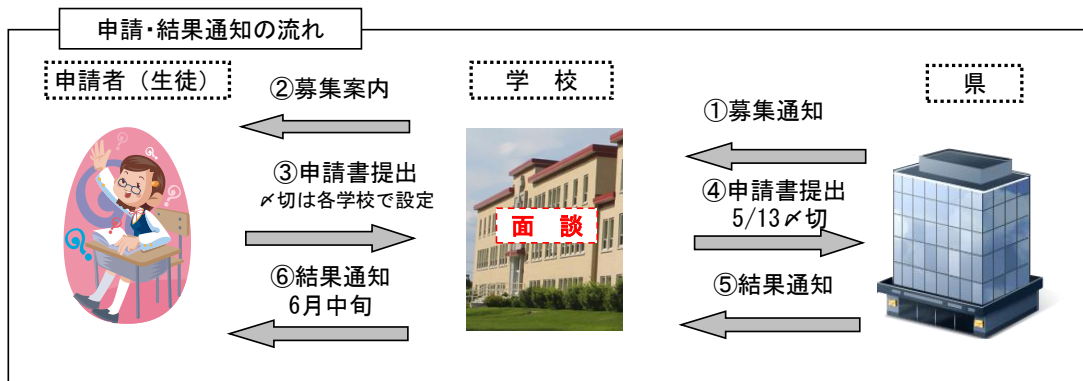 申請・結果通知の流れ
申請者（生徒）
学　校
県
②募集案内
①募集通知
③申請書提出
〆切は各学校で設定
面　談
④申請書提出
5/13〆切
⑥結果通知
6月中旬
⑤結果通知